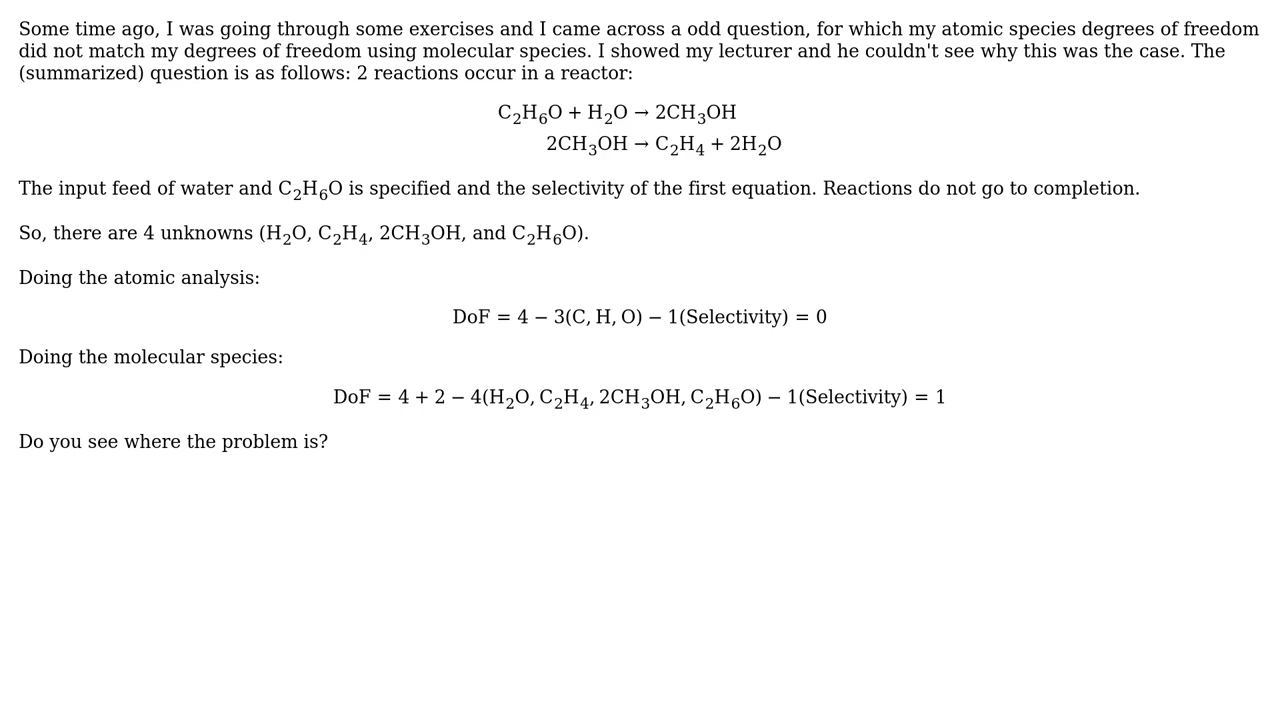 Some time ago, I was going through some exercises and I came across a odd question, for which my atomic species degrees of freedom
did not match my degrees of freedom using molecular species. I showed my lecturer and he couldn't see why this was the case. The
(summarized) question is as follows: 2 reactions occur in a reactor:
C₂H₆O + H₂O → 2CH₃OH
2CH₃OH → C₂H₄ + 2H₂O
The input feed of water and C₂H₆O is specified and the selectivity of the first equation. Reactions do not go to completion.
So, there are 4 unknowns (H₂O, C₂H₄, 2CH₃OH, and C₂H₆O).
Doing the atomic analysis:
DoF = 4 − 3(C, H, O) − 1(Selectivity) = 0
Doing the molecular species:
DoF = 4 + 2 − 4(H₂O, C₂H₄, 2CH₃OH, C₂H₆O) − 1(Selectivity) = 1
Do you see where the problem is?